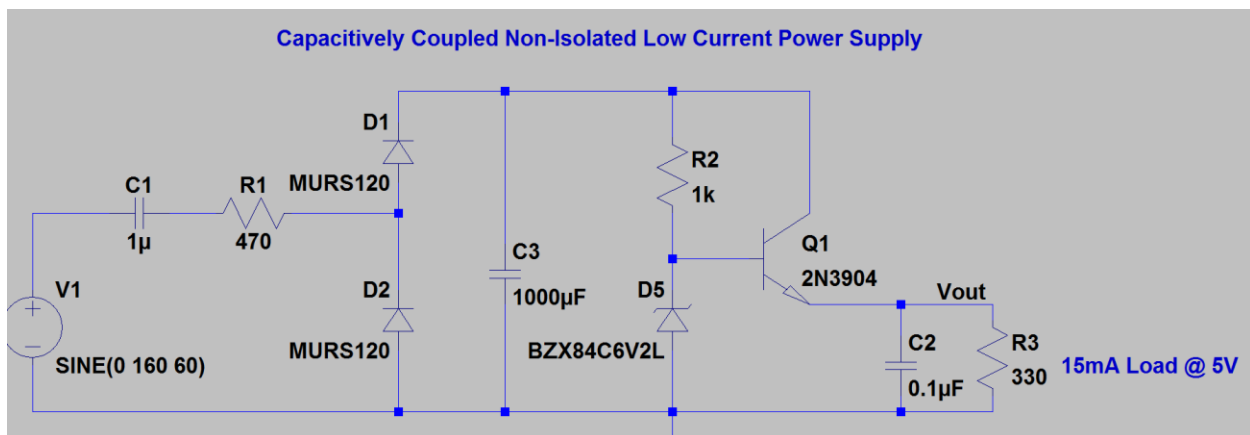 Capacitively Coupled Non-Isolated Low Current Power Supply
D1
MURS120
R2
1k
C1
1µ
R1
470
Q1
2N3904
C3
1000µF
V1
SINE(0 160 60)
D2
MURS120
D5
BZX84C6V2L
Vout
C2
0.1µF
R3
330
15mA Load @ 5V